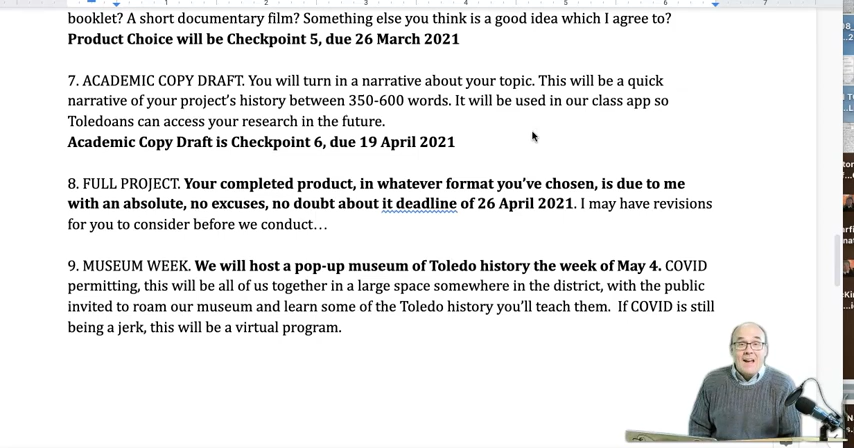 booklet? A short documentary film? Something else you think is a good idea which I agree to?
Product Choice will be Checkpoint 5, due 26 March 2021
7. ACADEMIC COPY DRAFT. You will turn in a narrative about your topic. This will be a quick
narrative of your project's history between 350-600 words. It will be used in our class app so
Toledoans can access your research in the future.
Academic Copy Draft is Checkpoint 6, due 19 April 2021
8. FULL PROJECT. Your completed product, in whatever format you've chosen, is due to me
with an absolute, no excuses, no doubt about it deadline of 26 April 2021. I may have revisions
for you to consider before we conduct…
9. MUSEUM WEEK. We will host a pop-up museum of Toledo history the week of May 4. COVID
permitting, this will be all of us together in a large space somewhere in the district, with the public
invited to roam our museum and learn some of the Toledo history you'll teach them. If COVID is still
being a jerk, this will be a virtual program.